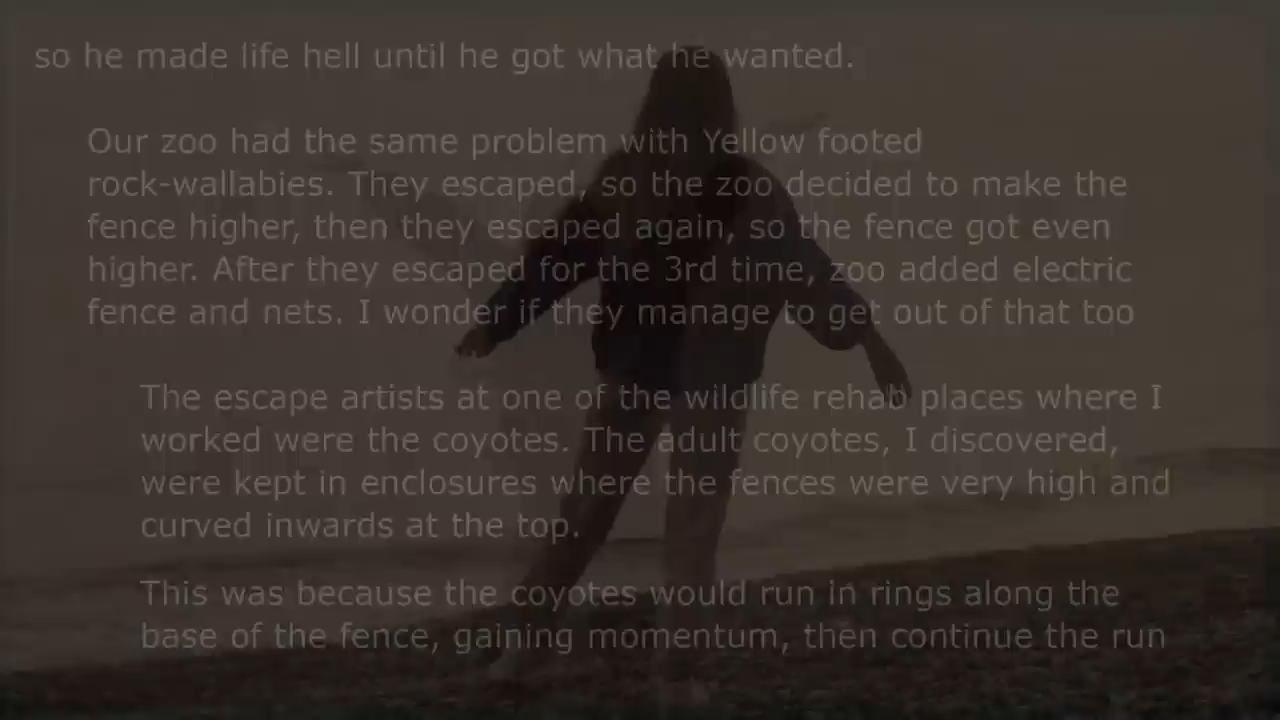 so he made life hell until he got what he wanted.
Our zoo had the same problem with Yellow footed
rock-wallabies. They escaped, so the zoo decided to make the
fence higher, then they escaped again, so the fence got even
higher. After they escaped for the 3rd time, zoo added electric
fence and nets. I wonder if they manage to get out of that too
The escape artists at one of the wildlife rehab places where I
worked were the coyotes. The adult coyotes, I discovered,
were kept in enclosures where the fences were very high and
curved inwards at the top.
This was because the coyotes would run in rings along the
base of the fence, gaining momentum, then continue the run